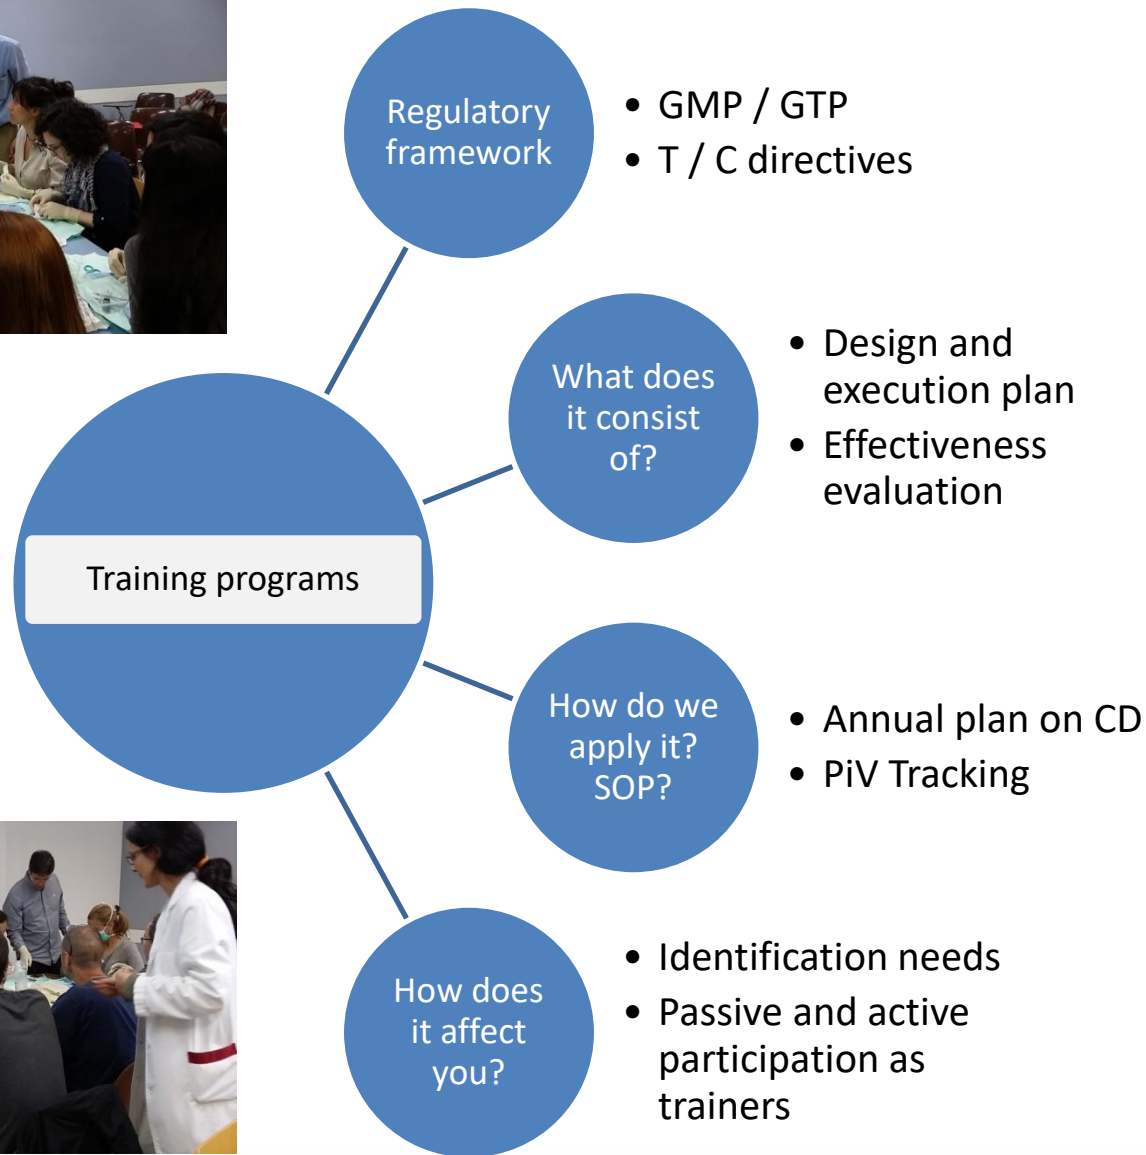 Regulatory
framework
• GMP / GTP
• T / C directives
What does
it consist
of?
• Design and
execution plan
• Effectiveness
evaluation
Training programs
How do we
apply it?
SOP?
• Annual plan on CD
• PiV Tracking
How does
it affect
you?
• Identification needs
• Passive and active
participation as
trainers